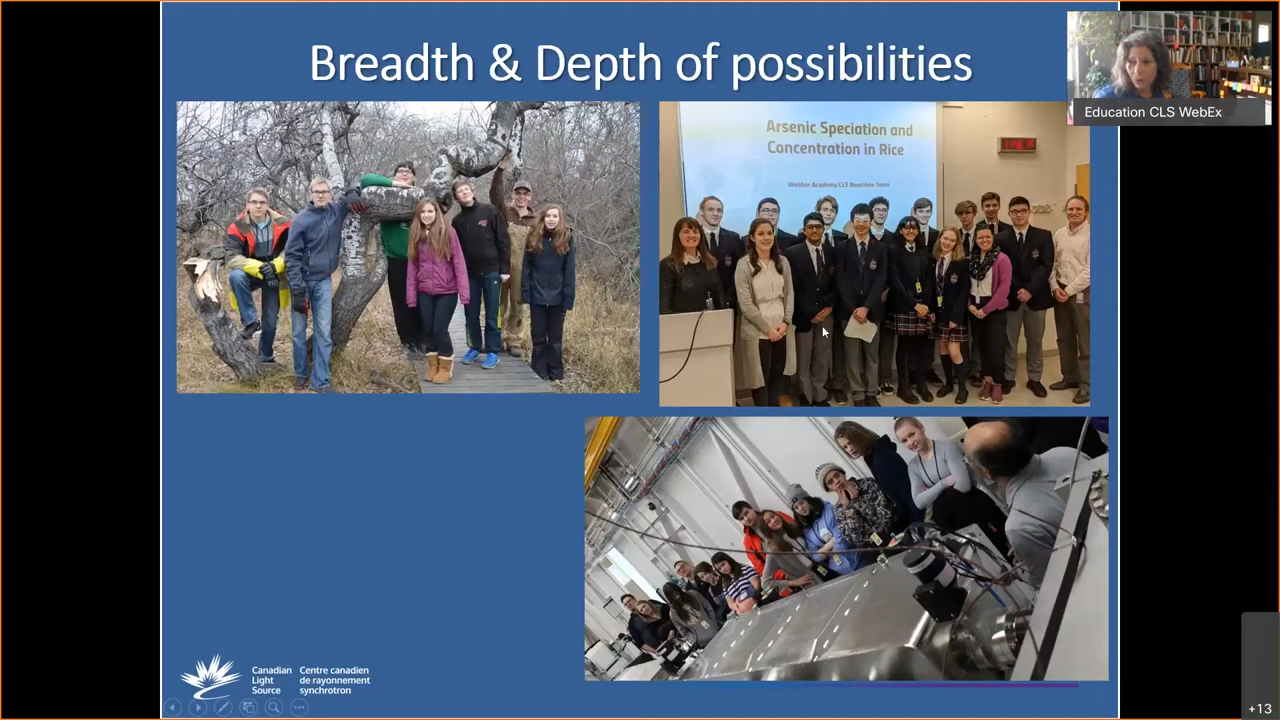 Breadth & Depth of possibilities
Education CLS WebEx
Arsenic Speciation and
Concentration in Rice
Webber Academy CLS Beamline Team
Canadian
Light
Source
Centre canadien
de rayonnement
synchrotron
+13